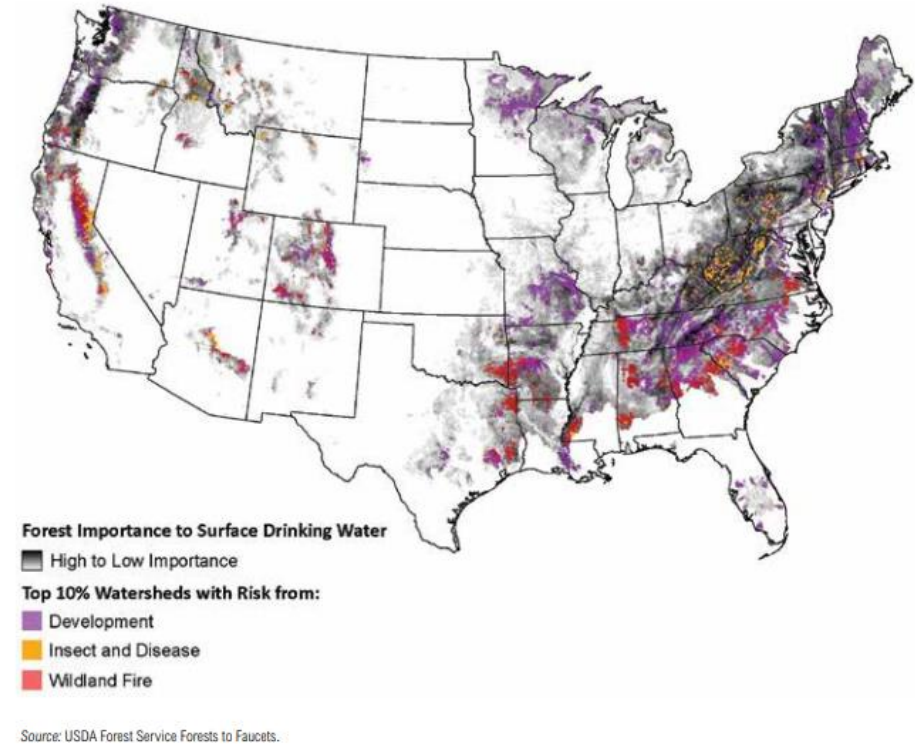 Forest Importance to Surface Drinking Water
High to Low Importance
Top 10% Watersheds with Risk from:
Development
Insect and Disease
Wildland Fire
Source: USDA Forest Service Forests to Faucets.